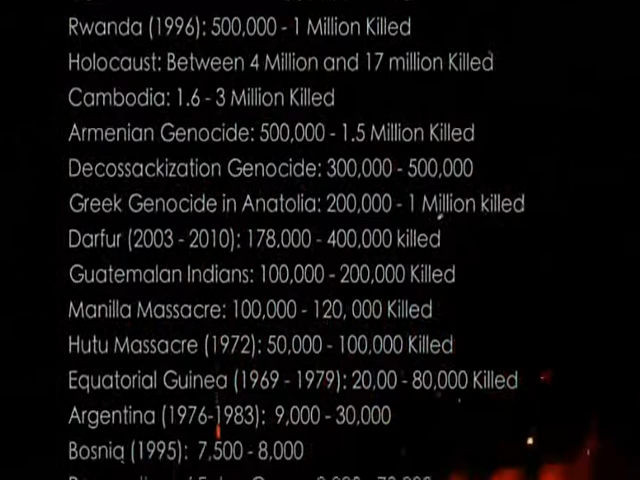 Rwanda (1996): 500,000 - 1 Million Killed
Holocaust: Between 4 Million and 17 million Killed
Cambodia: 1.6 - 3 Million Killed
Armenian Genocide: 500,000 - 1.5 Million Killed
Decossackization Genocide: 300,000 - 500,000
Greek Genocide in Anatolia: 200,000 - 1 Million killed
Darfur (2003 - 2010): 178,000 - 400,000 killed
Guatemalan Indians: 100,000 - 200,000 Killed
Manilla Massacre: 100,000 - 120, 000 Killed
Hutu Massacre (1972): 50,000 - 100,000 Killed
Equatorial Guinea (1969 - 1979): 20,00 - 80,000 Killed
Argentina (1976-1983): 9,000 - 30,000
Bosnia (1995): 7,500 - 8,000